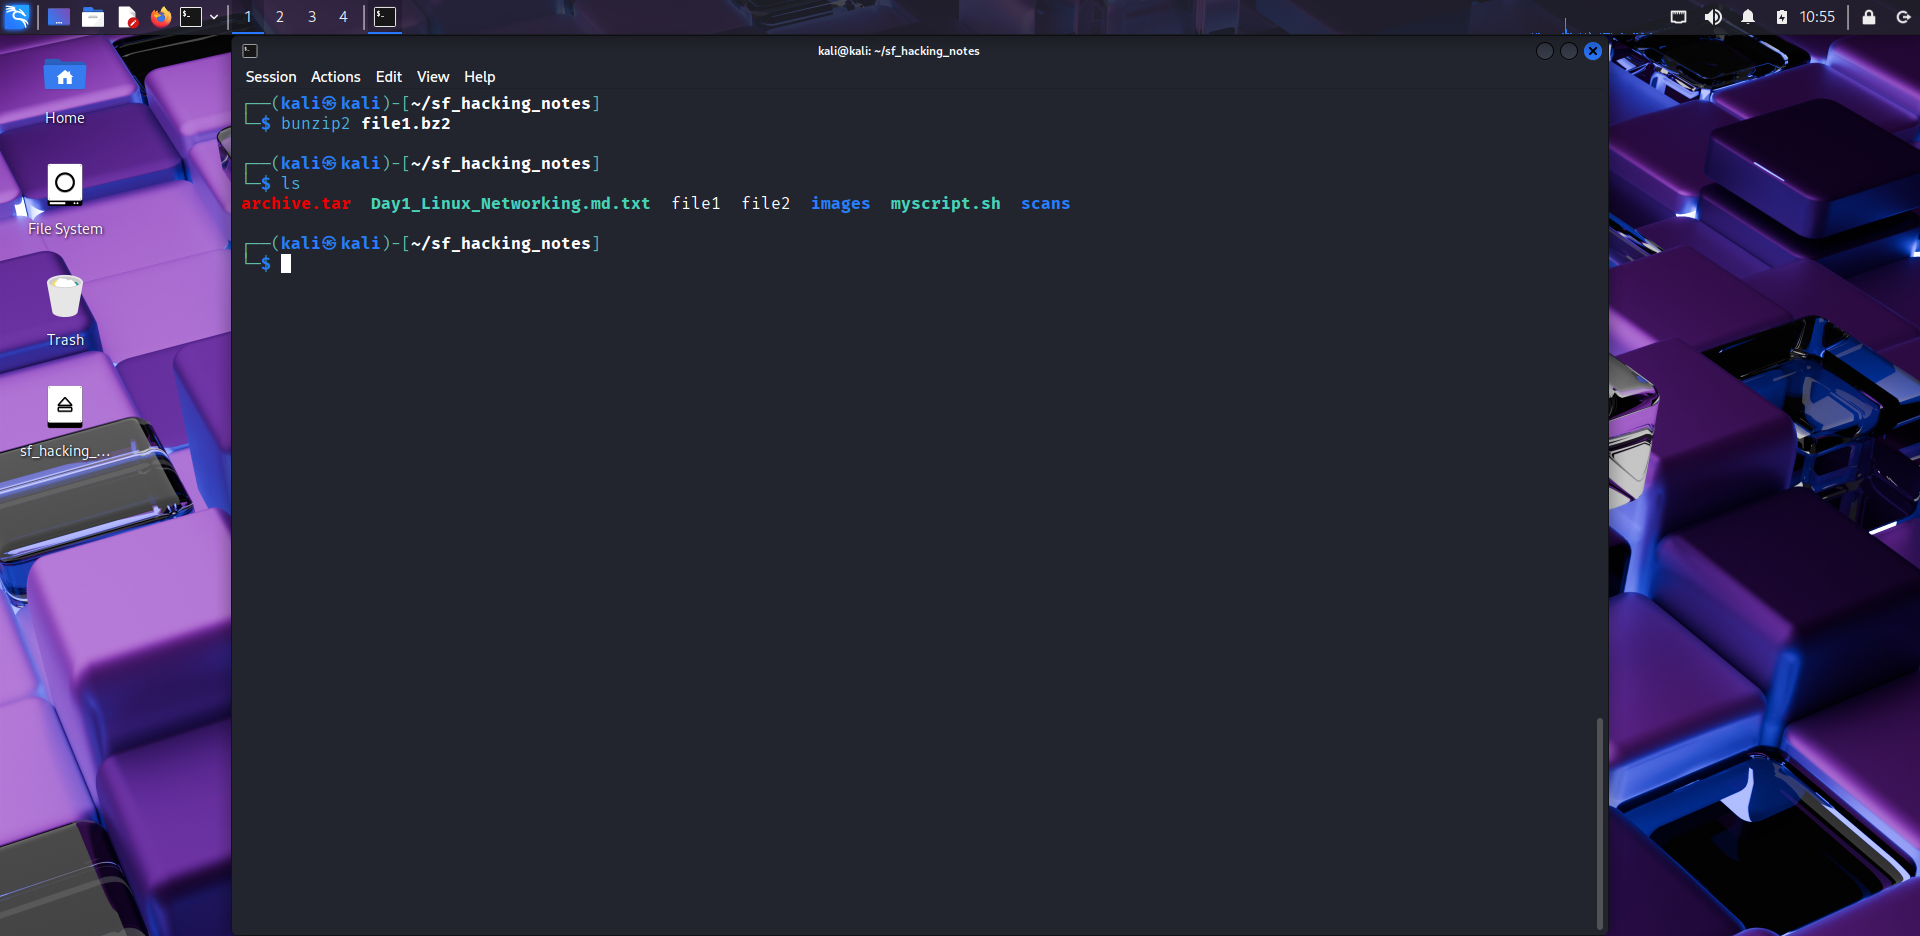 1 2 3 4
10:55
kali@kali: ~/sf_hacking_notes
Session Actions Edit View Help
Home
File System
Trash
sf_hacking_...
┌──(kali㉿kali)-[~/sf_hacking_notes]
└─$ bunzip2 file1.bz2
┌──(kali㉿kali)-[~/sf_hacking_notes]
└─$ ls
archive.tar Day1_Linux_Networking.md.txt file1 file2 images myscript.sh scans
┌──(kali㉿kali)-[~/sf_hacking_notes]
└─$